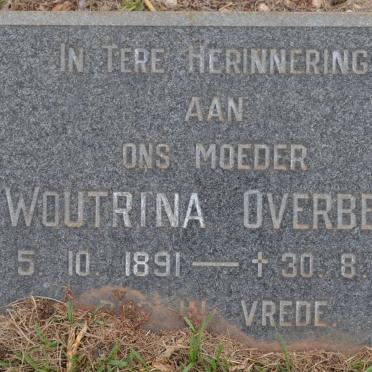 IN TERE HERINNERING
AAN
ONS MOEDER
WOUTRINA OVERBE
5. 10. 1891 — † 30. 8.
VREDE.